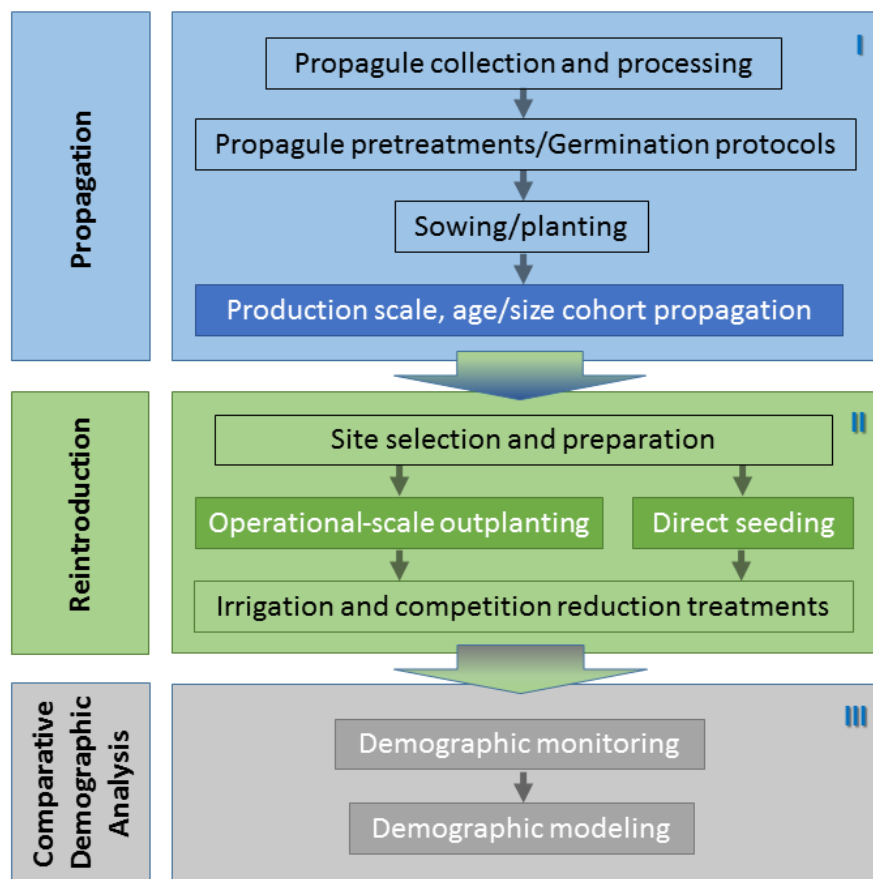 Propagation
I
Propagule collection and processing
Propagule pretreatments/Germination protocols
Sowing/planting
Production scale, age/size cohort propagation
Reintroduction
II
Site selection and preparation
Operational-scale outplanting
Direct seeding
Irrigation and competition reduction treatments
Comparative
Demographic
Analysis
III
Demographic monitoring
Demographic modeling